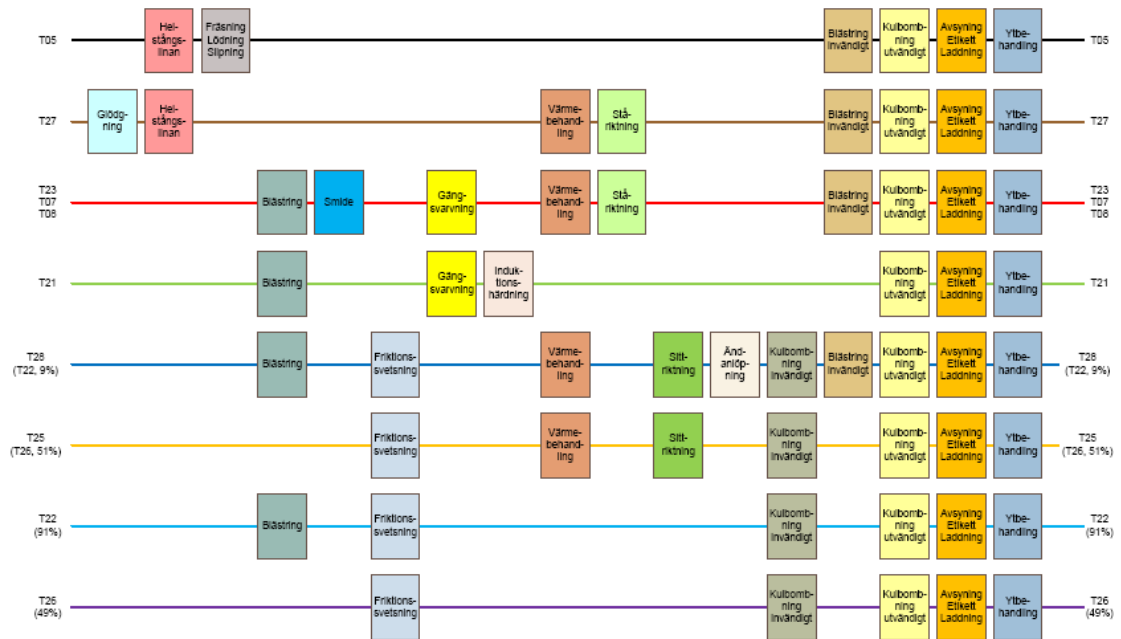 T05
Hel-
stångs-
linan
Fräsning
Lödning
Slipning
Blästring
invändigt
Kulbomb-
ning
utvändigt
Avsyning
Etikett
Laddning
Ytbe-
handling
T05
T27
Glödg-
ning
Hel-
stångs-
linan
Värme-
behand-
ling
Stå-
riktning
Blästring
invändigt
Kulbomb-
ning
utvändigt
Avsyning
Etikett
Laddning
Ytbe-
handling
T27
T23
T07
T08
Blästring
Smide
Gäng-
svarvning
Värme-
behand-
ling
Stå-
riktning
Blästring
invändigt
Kulbomb-
ning
utvändigt
Avsyning
Etikett
Laddning
Ytbe-
handling
T23
T07
T08
T21
Blästring
Gäng-
svarvning
Induk-
tions-
härdning
Kulbomb-
ning
utvändigt
Avsyning
Etikett
Laddning
Ytbe-
handling
T21
T28
(T22, 9%)
Blästring
Friktions-
svetsning
Värme-
behand-
ling
Sitt-
riktning
Änd-
anlöp-
ning
Kulbomb-
ning
invändigt
Blästring
invändigt
Kulbomb-
ning
utvändigt
Avsyning
Etikett
Laddning
Ytbe-
handling
T28
(T22, 9%)
T25
(T26, 51%)
Friktions-
svetsning
Värme-
behand-
ling
Sitt-
riktning
Kulbomb-
ning
invändigt
Kulbomb-
ning
utvändigt
Avsyning
Etikett
Laddning
Ytbe-
handling
T25
(T26, 51%)
T22
(91%)
Blästring
Friktions-
svetsning
Kulbomb-
ning
invändigt
Kulbomb-
ning
utvändigt
Avsyning
Etikett
Laddning
Ytbe-
handling
T22
(91%)
T26
(49%)
Friktions-
svetsning
Kulbomb-
ning
invändigt
Kulbomb-
ning
utvändigt
Avsyning
Etikett
Laddning
Ytbe-
handling
T26
(49%)